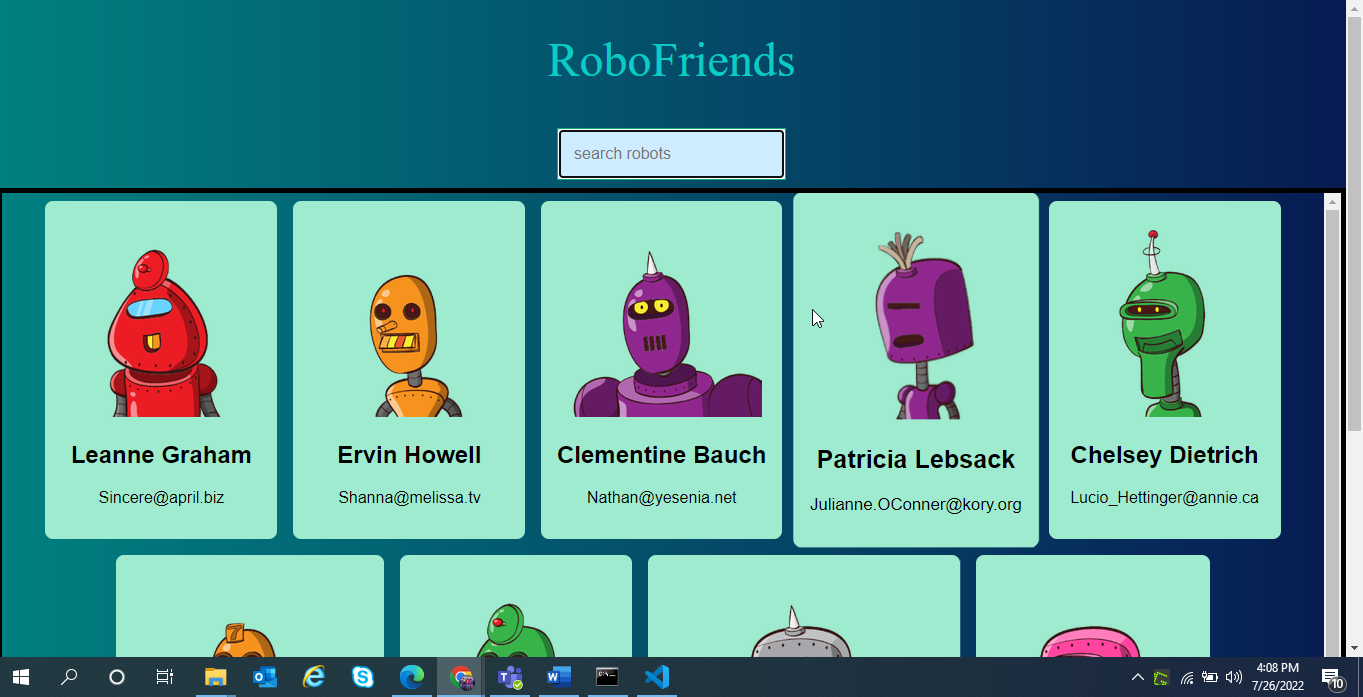 RoboFriends
search robots
Leanne Graham
Sincere@april.biz
Ervin Howell
Shanna@melissa.tv
Clementine Bauch
Nathan@yesenia.net
Patricia Lebsack
Julianne.OConner@kory.org
Chelsey Dietrich
Lucio_Hettinger@annie.ca
7
4:08 PM
7/26/2022
10